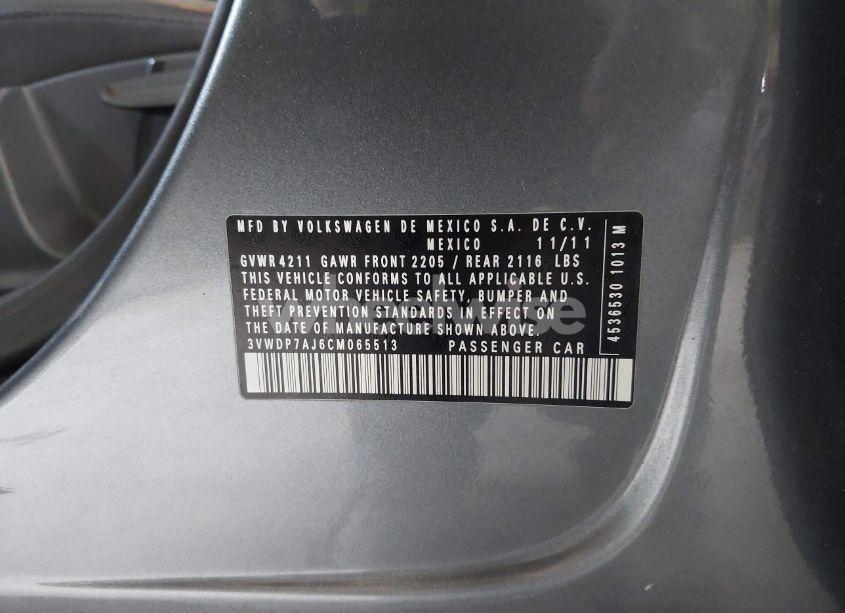 MFD BY VOLKSWAGEN DE MEXICO S.A. DE C.V.
MEXICO 11/11
GVWR 4211 GAWR FRONT 2205 / REAR 2116 LBS
THIS VEHICLE CONFORMS TO ALL APPLICABLE U.S.
FEDERAL MOTOR VEHICLE SAFETY, BUMPER AND
THEFT PREVENTION STANDARDS IN EFFECT ON
THE DATE OF MANUFACTURE SHOWN ABOVE.
3VWDP7AJ6CM065513 PASSENGER CAR
4536530 1013 M